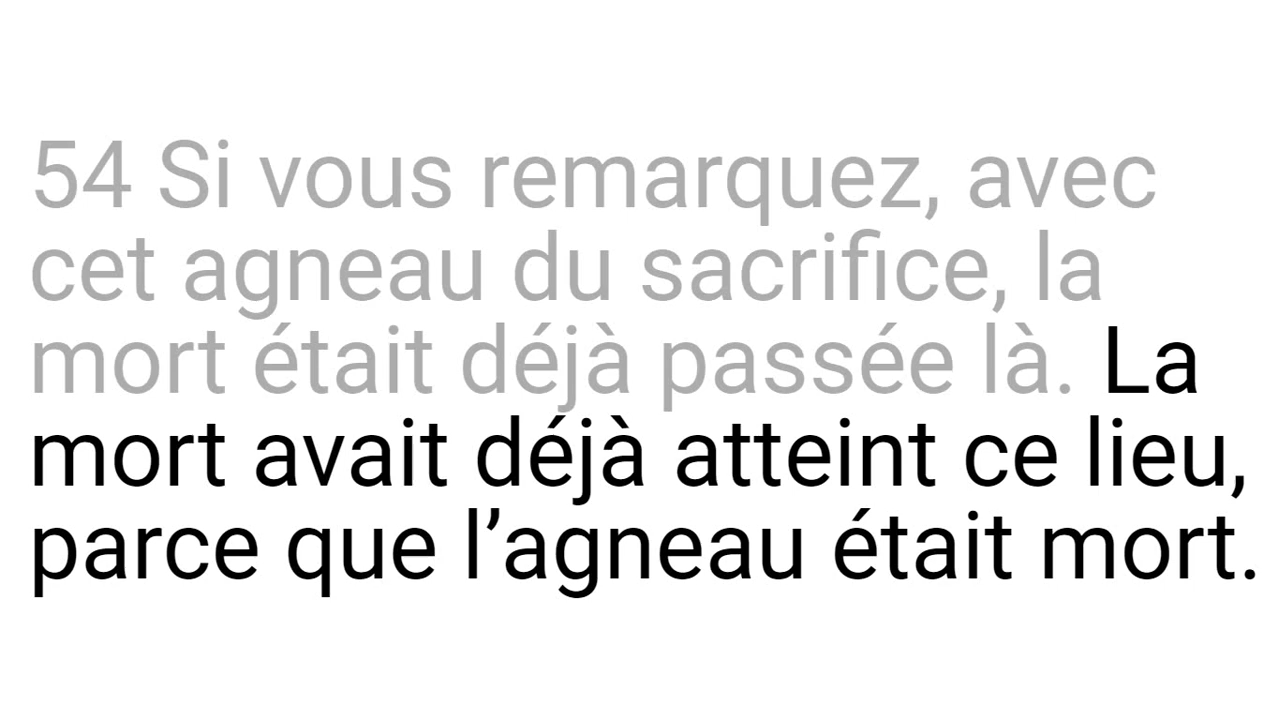 54 Si vous remarquez, avec
cet agneau du sacrifice, la
mort était déjà passée là. La
mort avait déjà atteint ce lieu,
parce que l’agneau était mort.